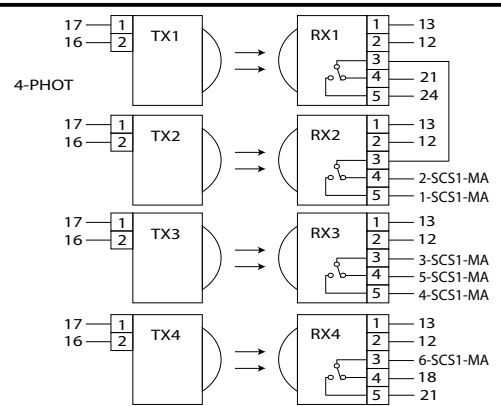 17 1 TX1 RX1 1 13
16 2 2 12
3
4-PHOT 4 21
5 24
17 1 TX2 RX2 1 13
16 2 2 12
3
4 2-SCS1-MA
5 1-SCS1-MA
17 1 TX3 RX3 1 13
16 2 2 12
3 3-SCS1-MA
4 5-SCS1-MA
5 4-SCS1-MA
17 1 TX4 RX4 1 13
16 2 2 12
3 6-SCS1-MA
4 18
5 21